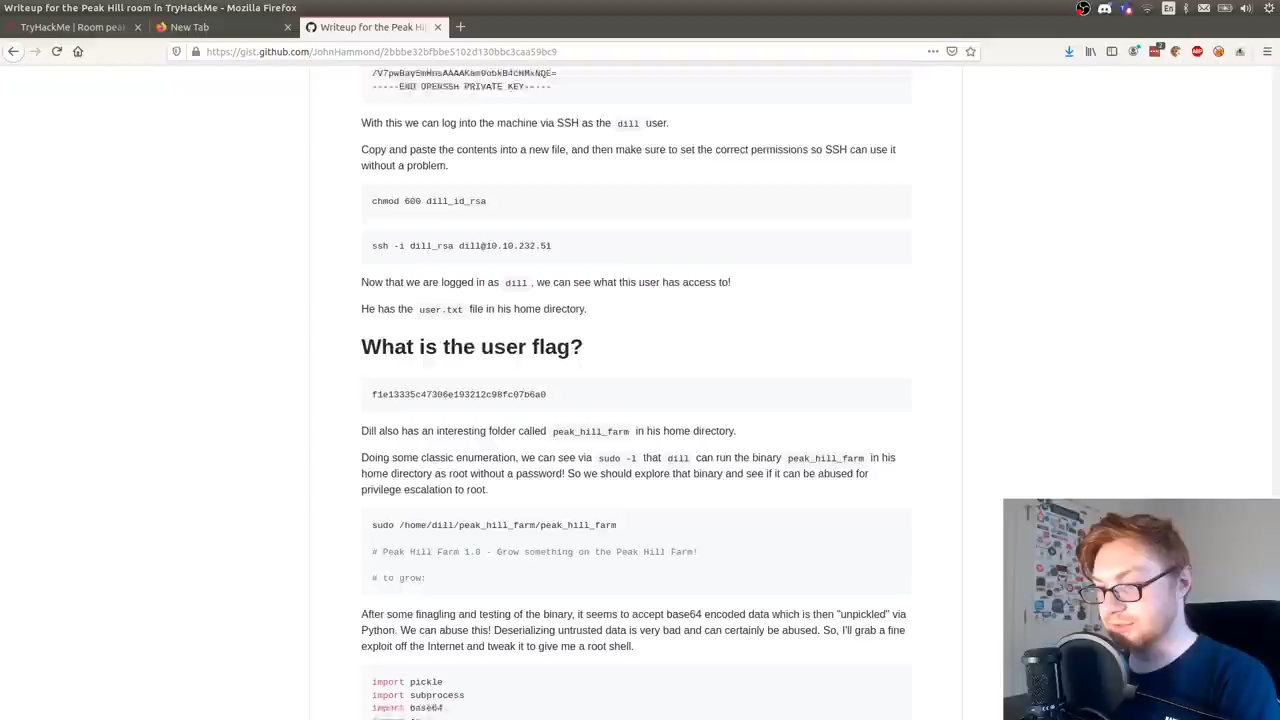 Writeup for the Peak Hill room in TryHackMe - Mozilla Firefox
En
TryHackMe | Room peak
New Tab
Writeup for the Peak Hill
https://gist.github.com/JohnHammond/2bbbe32bfbbe5102d130bbc3caa59bc9
-----END OPENSSH PRIVATE KEY-----
With this we can log into the machine via SSH as the dill user.
Copy and paste the contents into a new file, and then make sure to set the correct permissions so SSH can use it
without a problem.
chmod 600 dill_id_rsa
ssh -i dill_rsa dill@10.10.232.51
Now that we are logged in as dill, we can see what this user has access to!
He has the user.txt file in his home directory.
What is the user flag?
f1e13335c47306e193212c98fc07b6a0
Dill also has an interesting folder called peak_hill_farm in his home directory.
Doing some classic enumeration, we can see via sudo -l that dill can run the binary peak_hill_farm in his
home directory as root without a password! So we should explore that binary and see if it can be abused for
privilege escalation to root.
sudo /home/dill/peak_hill_farm/peak_hill_farm
# Peak Hill Farm 1.0 - Grow something on the Peak Hill Farm!
# to grow:
After some finagling and testing of the binary, it seems to accept base64 encoded data which is then "unpickled" via
Python. We can abuse this! Deserializing untrusted data is very bad and can certainly be abused. So, I'll grab a fine
exploit off the Internet and tweak it to give me a root shell.
import pickle
import subprocess
import base64